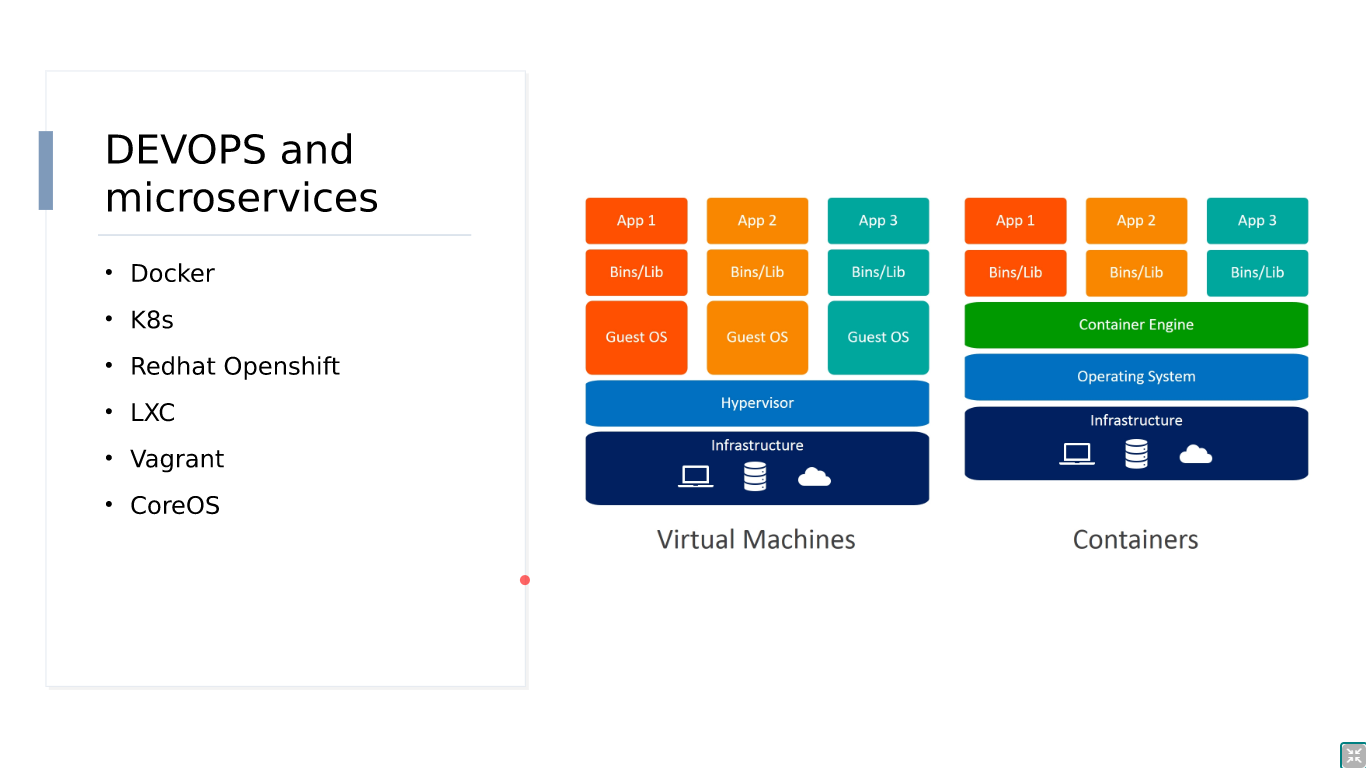 DEVOPS and
microservices
• Docker
• K8s
• Redhat Openshift
• LXC
• Vagrant
• CoreOS
App 1 App 2 App 3
Bins/Lib Bins/Lib Bins/Lib
Guest OS Guest OS Guest OS
Hypervisor
Infrastructure
Virtual Machines
App 1 App 2 App 3
Bins/Lib Bins/Lib Bins/Lib
Container Engine
Operating System
Infrastructure
Containers